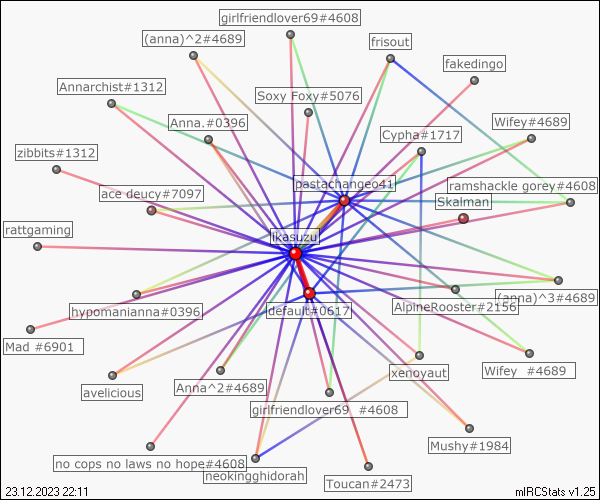 girlfriendlover69#4608
(anna)^2#4689
frisout
fakedingo
Annarchist#1312
Soxy Foxy#5076
Anna.#0396
Wifey#4689
Cypha#1717
zibbits#1312
pastachangeo41
ramshackle gorey#4608
ace deucy#7097
Skalman
rattgaming
ikasuzu
(anna)^3#4689
hypomanianna#0396
default#0617
AlpineRooster#2156
Mad #6901
xenoyaut
Wifey #4689
avelicious
Anna^2#4689
girlfriendlover69 #4608
Mushy#1984
no cops no laws no hope#4608
neokingghidorah
Toucan#2473
23.12.2023 22:11
mIRCStats v1.25